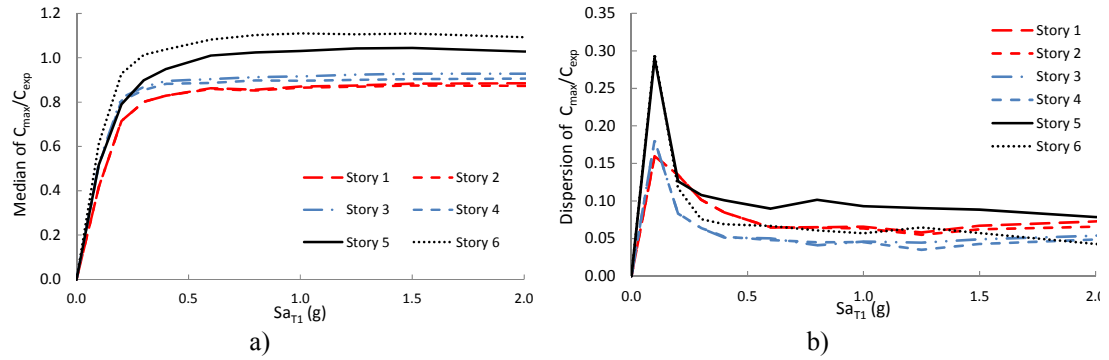 Median of Cmax/Cexp
1.2
1.0
0.8
0.6
0.4
0.2
0.0
0.0 0.5 1.0 1.5 2.0
SaT1 (g)
Story 1 Story 2
Story 3 Story 4
Story 5 Story 6
a)
Dispersion of Cmax/Cexp
0.35
0.30
0.25
0.20
0.15
0.10
0.05
0.00
0.0 0.5 1.0 1.5 2.0
SaT1 (g)
Story 1
Story 2
Story 3
Story 4
Story 5
Story 6
b)